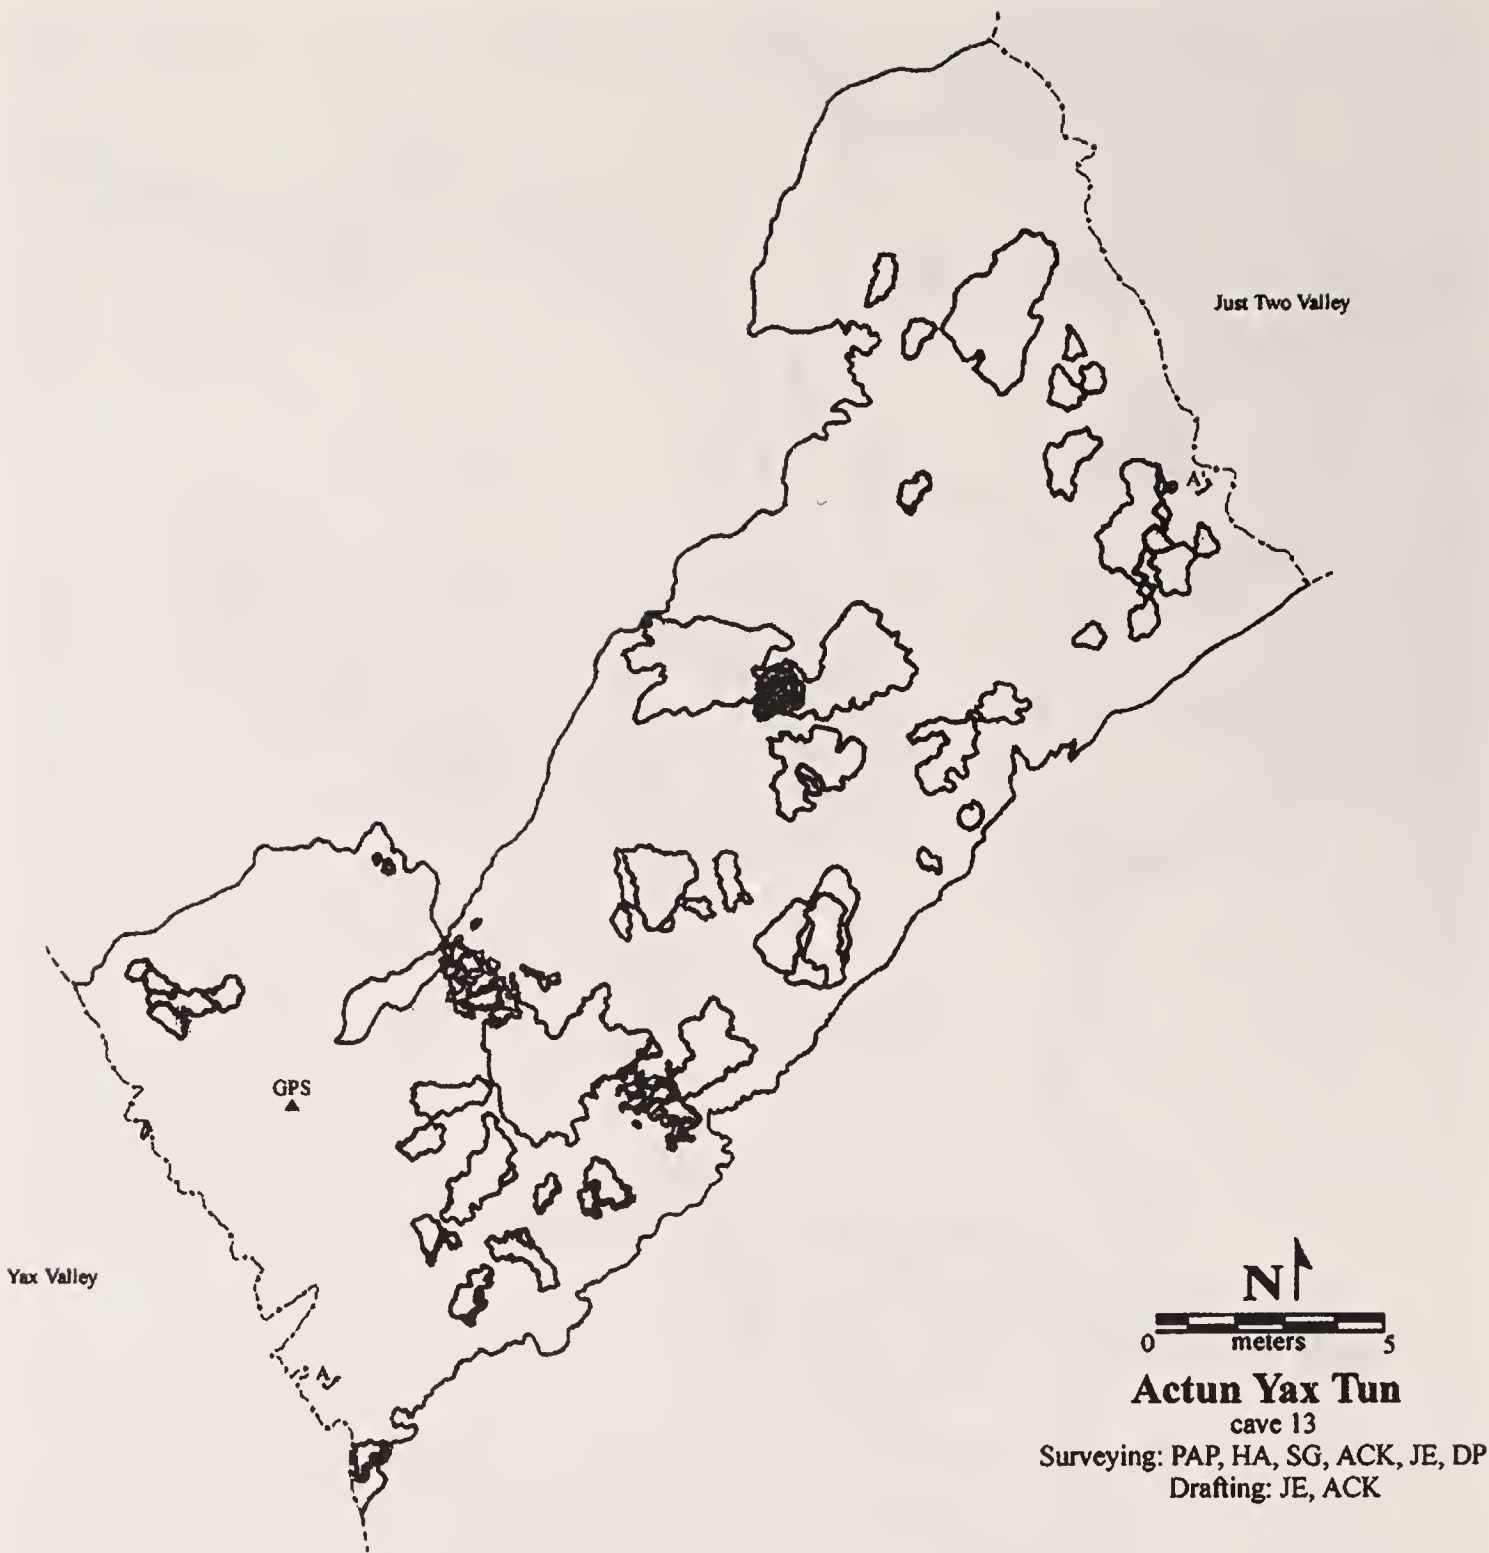 Just Two Valley
A'
GPS
Yax Valley
A
N
0 meters 5
Actun Yax Tun
cave 13
Surveying: PAP, HA, SG, ACK, JE, DP
Drafting: JE, ACK